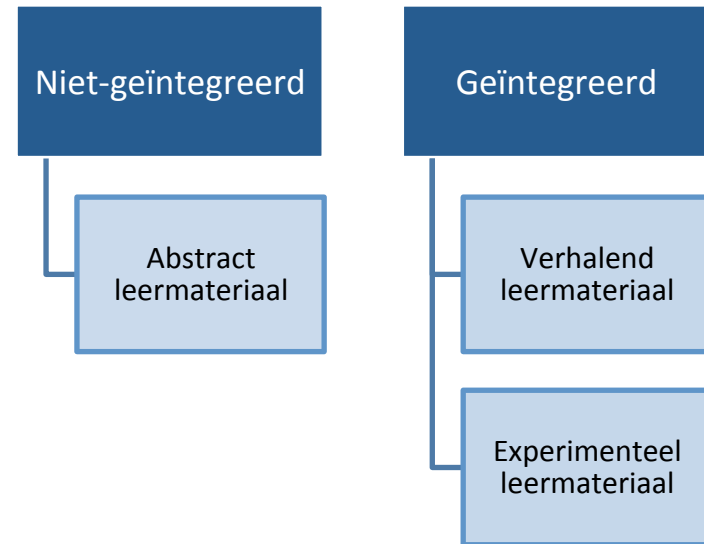 Niet-geïntegreerd
Abstract
leermateriaal
Geïntegreerd
Verhalend
leermateriaal
Experimenteel
leermateriaal